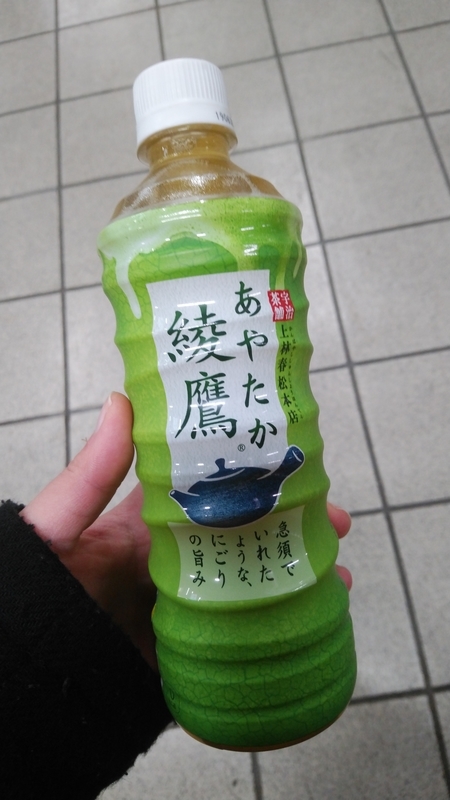 宇治
茶師
上林春松本店
あやたか
綾鷹
®
急須で
いれた
ような、
にごり
の旨み